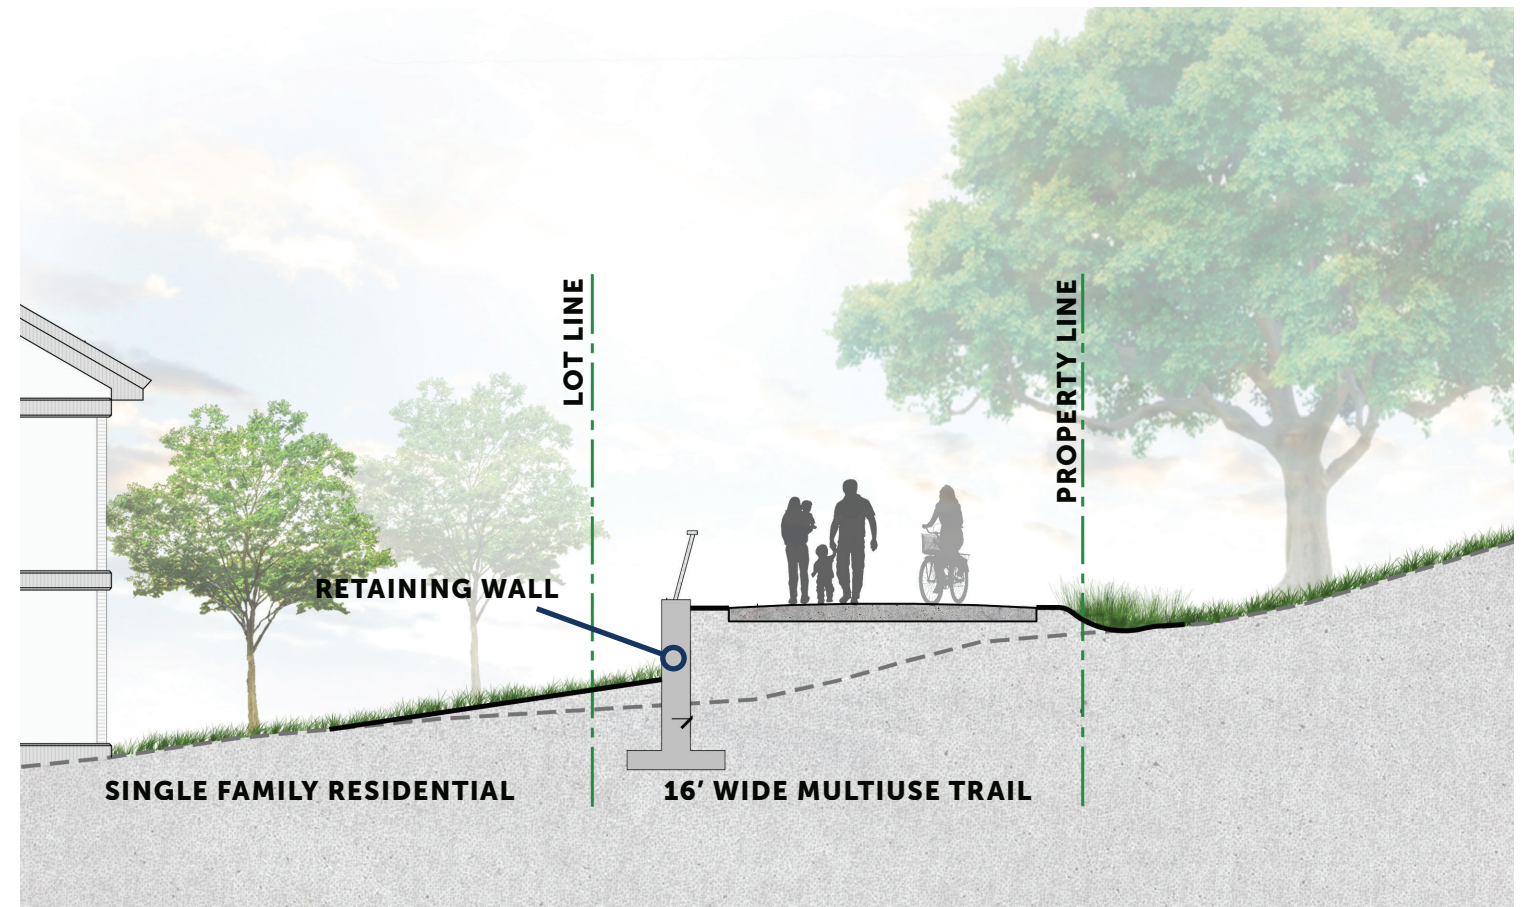 LOT LINE
PROPERTY LINE
RETAINING WALL
SINGLE FAMILY RESIDENTIAL
16’ WIDE MULTIUSE TRAIL